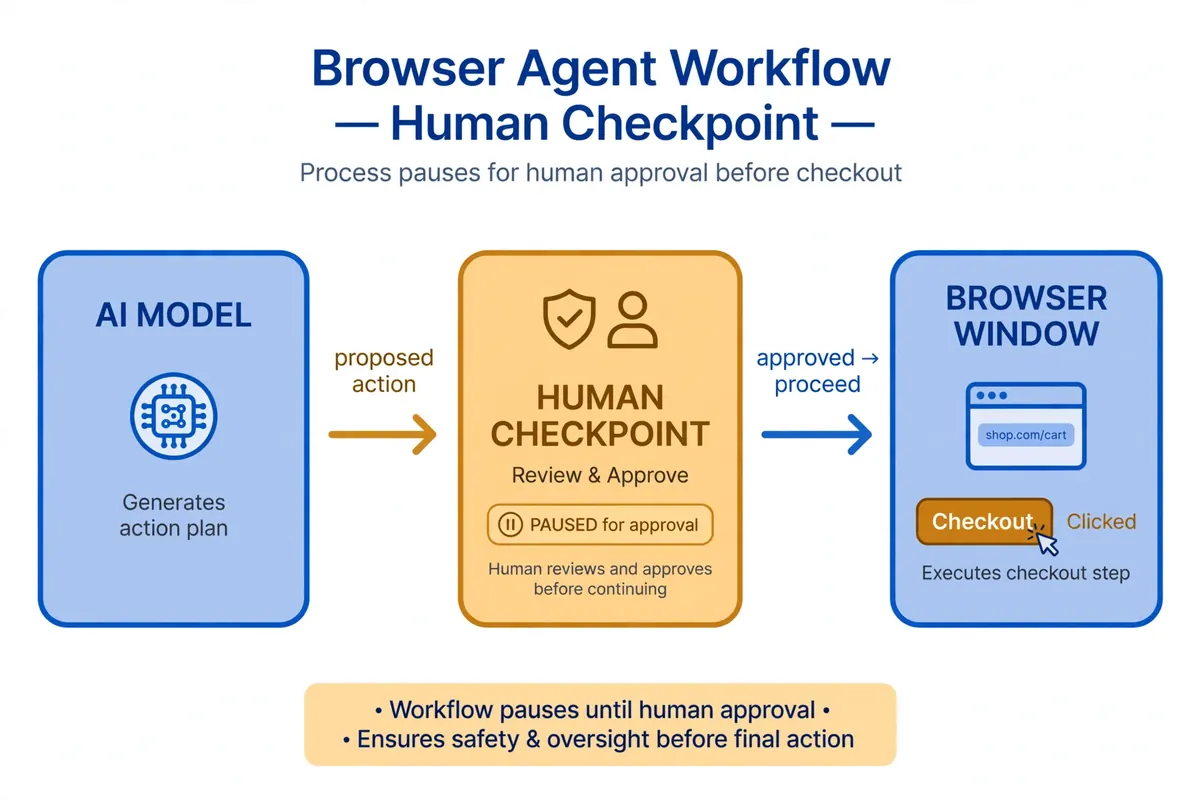 Browser Agent Workflow
— Human Checkpoint —
Process pauses for human approval before checkout
AI MODEL
Generates
action plan
proposed
action
HUMAN
CHECKPOINT
Review & Approve
PAUSED for approval
Human reviews and approves
before continuing
approved →
proceed
BROWSER
WINDOW
shop.com/cart
Checkout
Clicked
Executes checkout step
• Workflow pauses until human approval •
• Ensures safety & oversight before final action